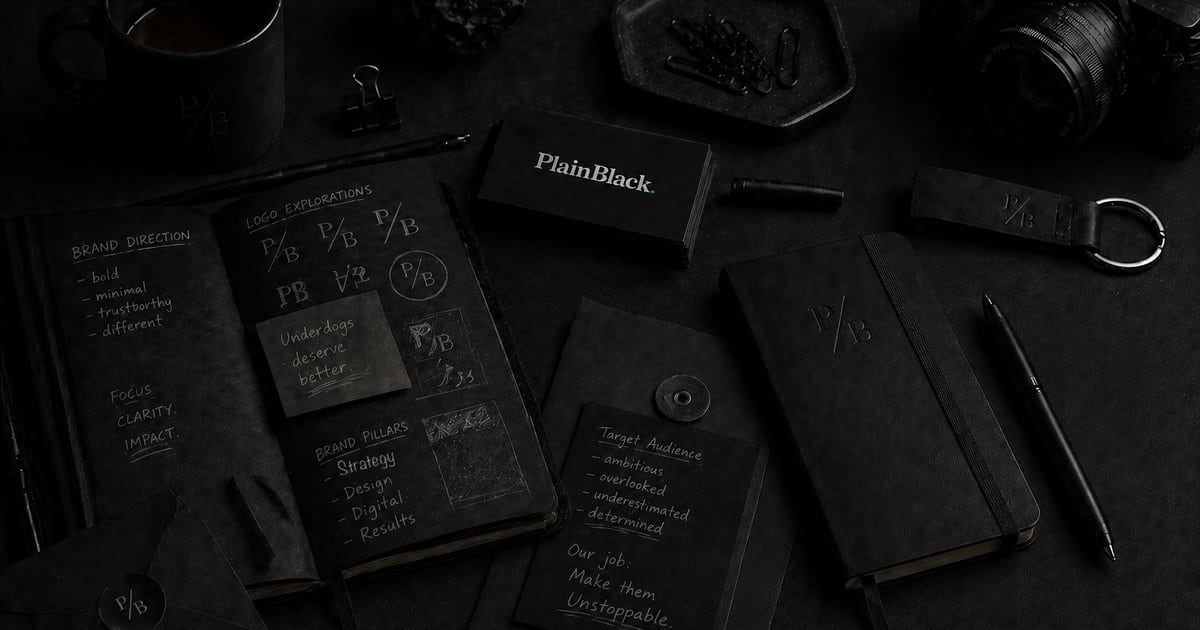 P/B
BRAND DIRECTION
- bold
- minimal
- trustworthy
- different
FOCUS.
CLARITY.
IMPACT.
LOGO EXPLORATIONS
P/B P/B P/B
PB P/B
Underdogs
- deserve
better.
P/B
BRAND PILLARS
- Strategy
- Design
- Digital
- Results
P/B
PlainBlack.
Target Audience
- ambitious
- overlooked
- underestimated
- determined
Our job:
Make them
Unstoppable.
P/B
P/B